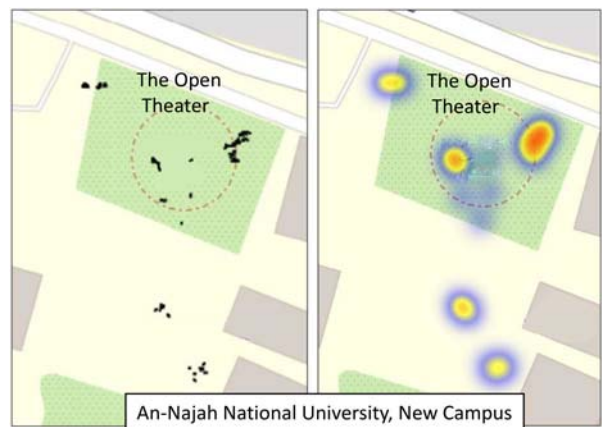 The Open
Theater
The Open
Theater
An-Najah National University, New Campus